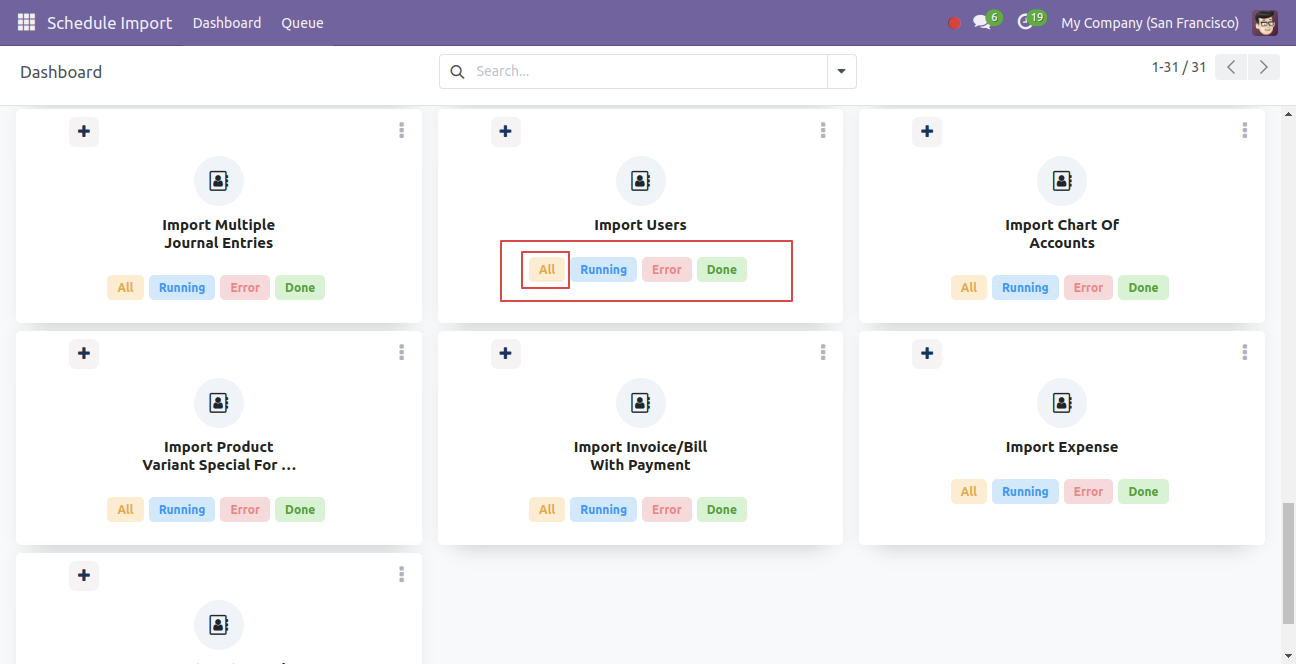 Schedule Import Dashboard Queue 6 19 My Company (San Francisco)
Dashboard Search... 1-31 / 31
Import Multiple
Journal Entries
All Running Error Done
Import Users
All Running Error Done
Import Chart Of
Accounts
All Running Error Done
Import Product
Variant Special For ...
All Running Error Done
Import Invoice/Bill
With Payment
All Running Error Done
Import Expense
All Running Error Done